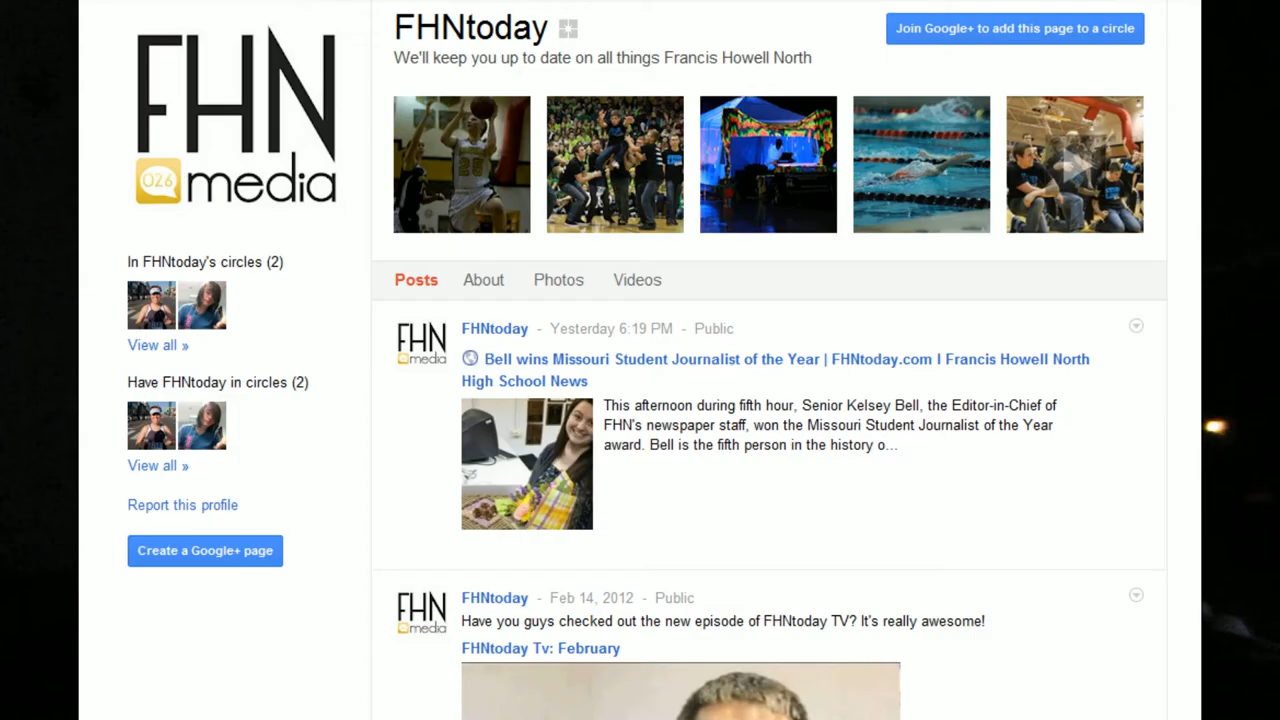 FHN
026 media
In FHNtoday's circles (2)
View all »
Have FHNtoday in circles (2)
View all »
Report this profile
Create a Google+ page
FHNtoday
Join Google+ to add this page to a circle
We'll keep you up to date on all things Francis Howell North
Posts About Photos Videos
FHN
media
FHNtoday - Yesterday 6:19 PM - Public
Bell wins Missouri Student Journalist of the Year | FHNtoday.com I Francis Howell North
High School News
This afternoon during fifth hour, Senior Kelsey Bell, the Editor-in-Chief of
FHN's newspaper staff, won the Missouri Student Journalist of the Year
award. Bell is the fifth person in the history o...
FHN
media
FHNtoday - Feb 14, 2012 - Public
Have you guys checked out the new episode of FHNtoday TV? It's really awesome!
FHNtoday Tv: February